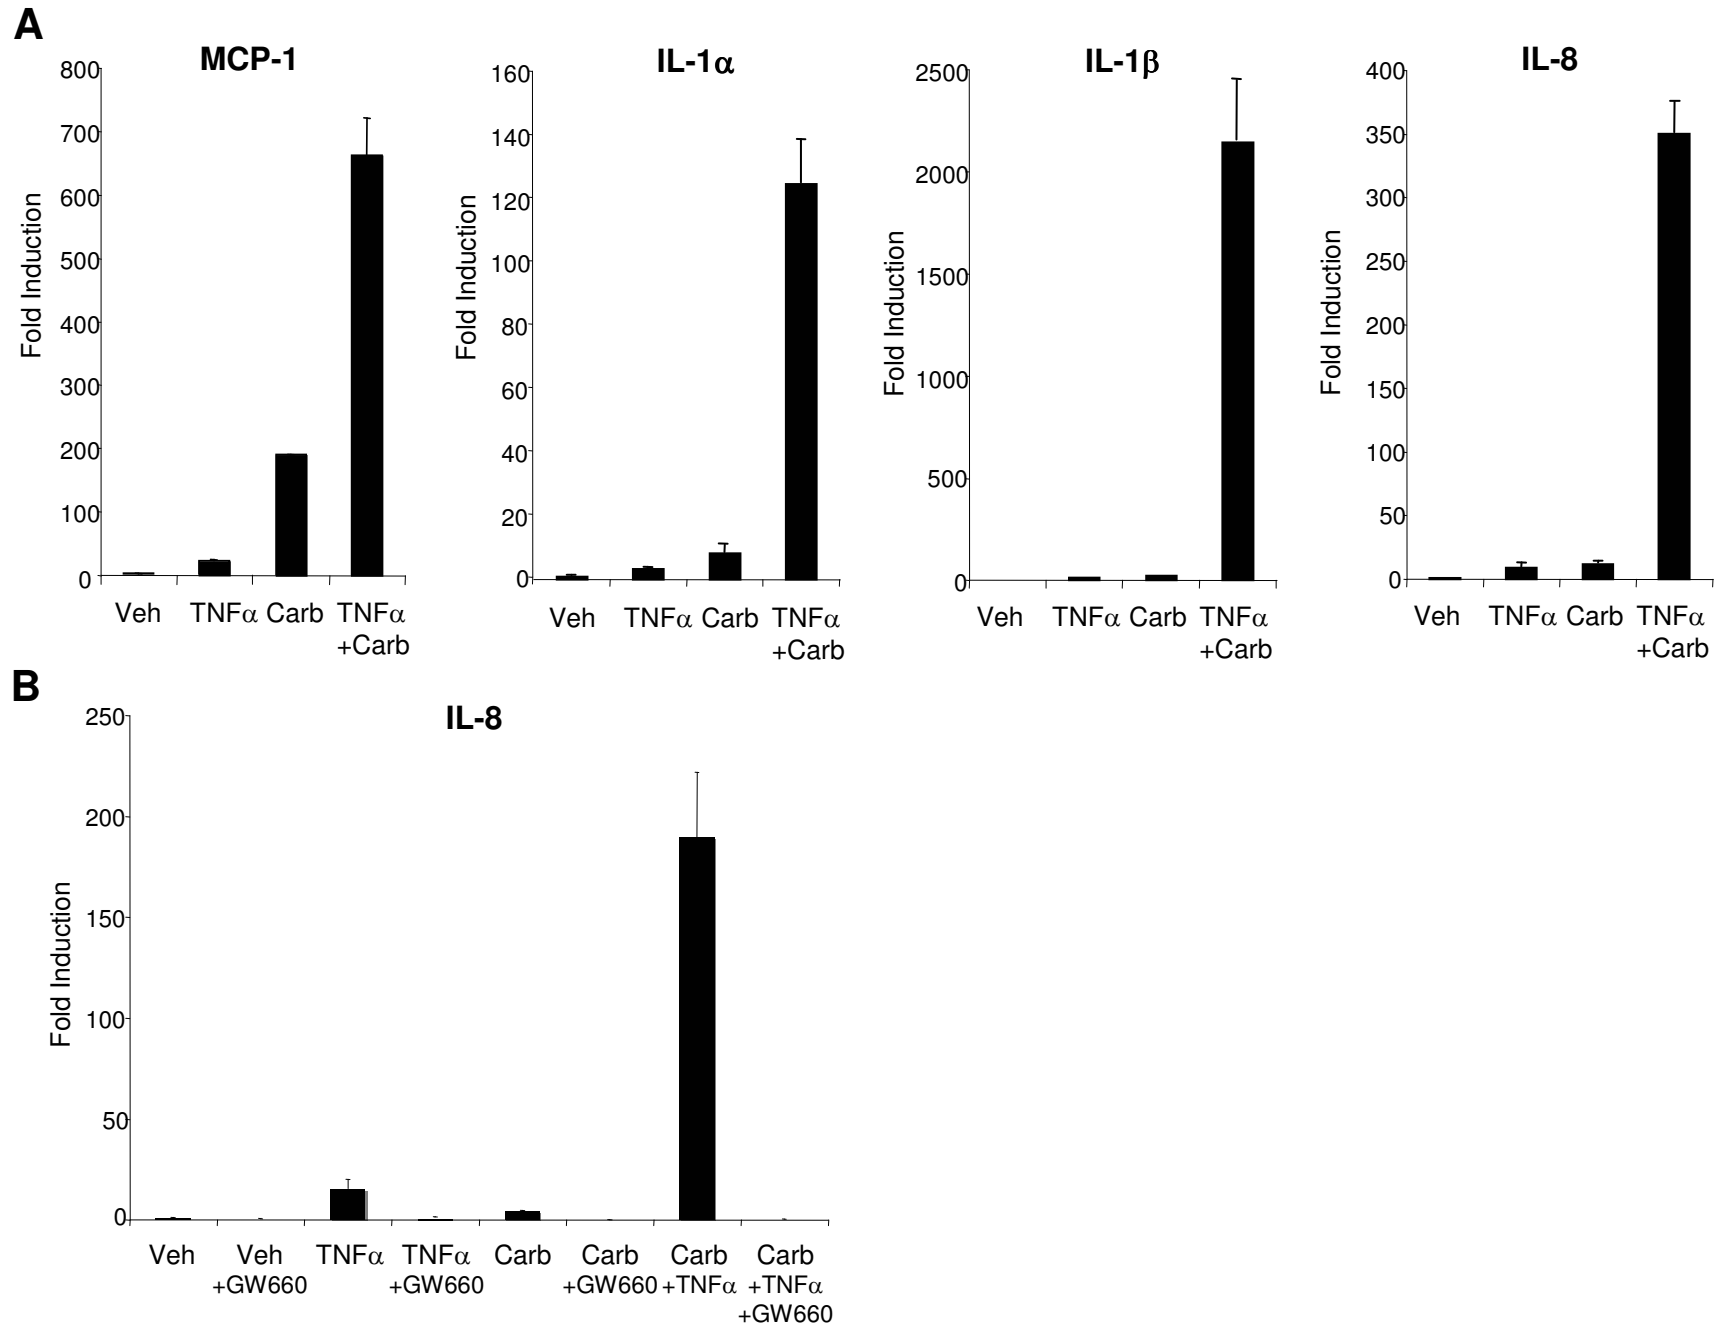 A
MCP-1
Fold Induction
800
700
600
500
400
300
200
100
0
Veh TNFα Carb TNFα
+Carb
IL-1α
Fold Induction
160
140
120
100
80
60
40
20
0
Veh TNFα Carb TNFα
+Carb
IL-1β
Fold Induction
2500
2000
1500
1000
500
0
Veh TNFα Carb TNFα
+Carb
IL-8
Fold Induction
400
350
300
250
200
150
100
50
0
Veh TNFα Carb TNFα
+Carb
B
IL-8
Fold Induction
250
200
150
100
50
0
Veh Veh TNFα TNFα Carb Carb Carb Carb
+GW660 +GW660 +GW660 +TNFα +TNFα
+GW660